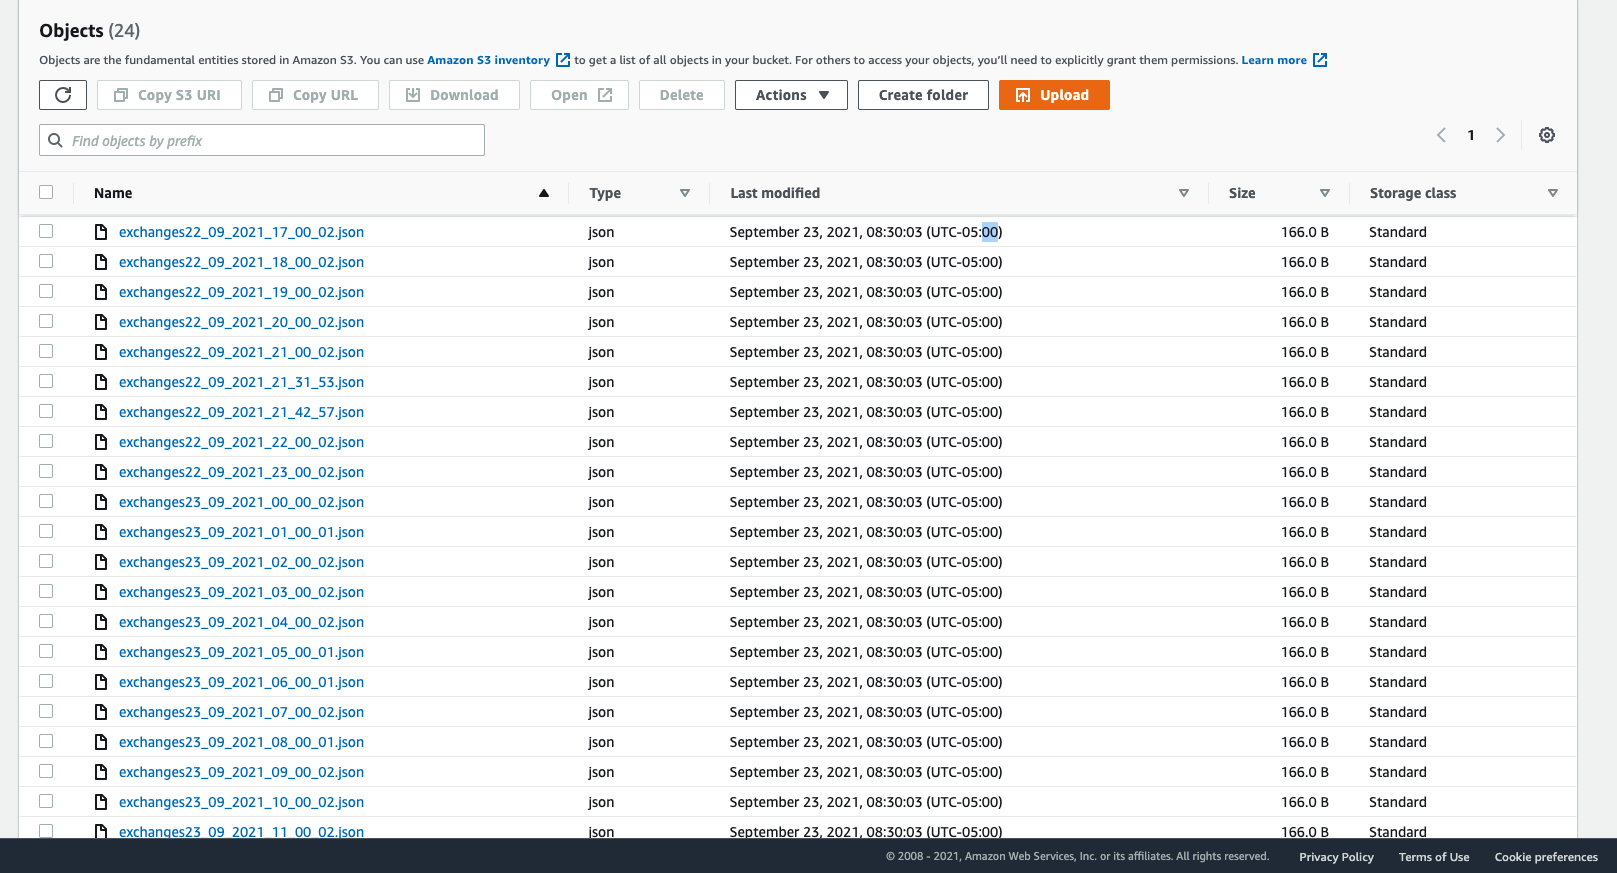 Objects (24)
Objects are the fundamental entities stored in Amazon S3. You can use Amazon S3 inventory to get a list of all objects in your bucket. For others to access your objects, you'll need to explicitly grant them permissions. Learn more
Copy S3 URI Copy URL Download Open Delete Actions Create folder Upload
Find objects by prefix 1
Name Type Last modified Size Storage class
exchanges22_09_2021_17_00_02.json json September 23, 2021, 08:30:03 (UTC-05:00) 166.0 B Standard
exchanges22_09_2021_18_00_02.json json September 23, 2021, 08:30:03 (UTC-05:00) 166.0 B Standard
exchanges22_09_2021_19_00_02.json json September 23, 2021, 08:30:03 (UTC-05:00) 166.0 B Standard
exchanges22_09_2021_20_00_02.json json September 23, 2021, 08:30:03 (UTC-05:00) 166.0 B Standard
exchanges22_09_2021_21_00_02.json json September 23, 2021, 08:30:03 (UTC-05:00) 166.0 B Standard
exchanges22_09_2021_21_31_53.json json September 23, 2021, 08:30:03 (UTC-05:00) 166.0 B Standard
exchanges22_09_2021_21_42_57.json json September 23, 2021, 08:30:03 (UTC-05:00) 166.0 B Standard
exchanges22_09_2021_22_00_02.json json September 23, 2021, 08:30:03 (UTC-05:00) 166.0 B Standard
exchanges22_09_2021_23_00_02.json json September 23, 2021, 08:30:03 (UTC-05:00) 166.0 B Standard
exchanges23_09_2021_00_00_02.json json September 23, 2021, 08:30:03 (UTC-05:00) 166.0 B Standard
exchanges23_09_2021_01_00_01.json json September 23, 2021, 08:30:03 (UTC-05:00) 166.0 B Standard
exchanges23_09_2021_02_00_02.json json September 23, 2021, 08:30:03 (UTC-05:00) 166.0 B Standard
exchanges23_09_2021_03_00_02.json json September 23, 2021, 08:30:03 (UTC-05:00) 166.0 B Standard
exchanges23_09_2021_04_00_02.json json September 23, 2021, 08:30:03 (UTC-05:00) 166.0 B Standard
exchanges23_09_2021_05_00_01.json json September 23, 2021, 08:30:03 (UTC-05:00) 166.0 B Standard
exchanges23_09_2021_06_00_01.json json September 23, 2021, 08:30:03 (UTC-05:00) 166.0 B Standard
exchanges23_09_2021_07_00_02.json json September 23, 2021, 08:30:03 (UTC-05:00) 166.0 B Standard
exchanges23_09_2021_08_00_01.json json September 23, 2021, 08:30:03 (UTC-05:00) 166.0 B Standard
exchanges23_09_2021_09_00_02.json json September 23, 2021, 08:30:03 (UTC-05:00) 166.0 B Standard
exchanges23_09_2021_10_00_02.json json September 23, 2021, 08:30:03 (UTC-05:00) 166.0 B Standard
exchanges23_09_2021_11_00_02.json json September 23, 2021, 08:30:03 (UTC-05:00) 166.0 B Standard
© 2008 - 2021, Amazon Web Services, Inc. or its affiliates. All rights reserved. Privacy Policy Terms of Use Cookie preferences